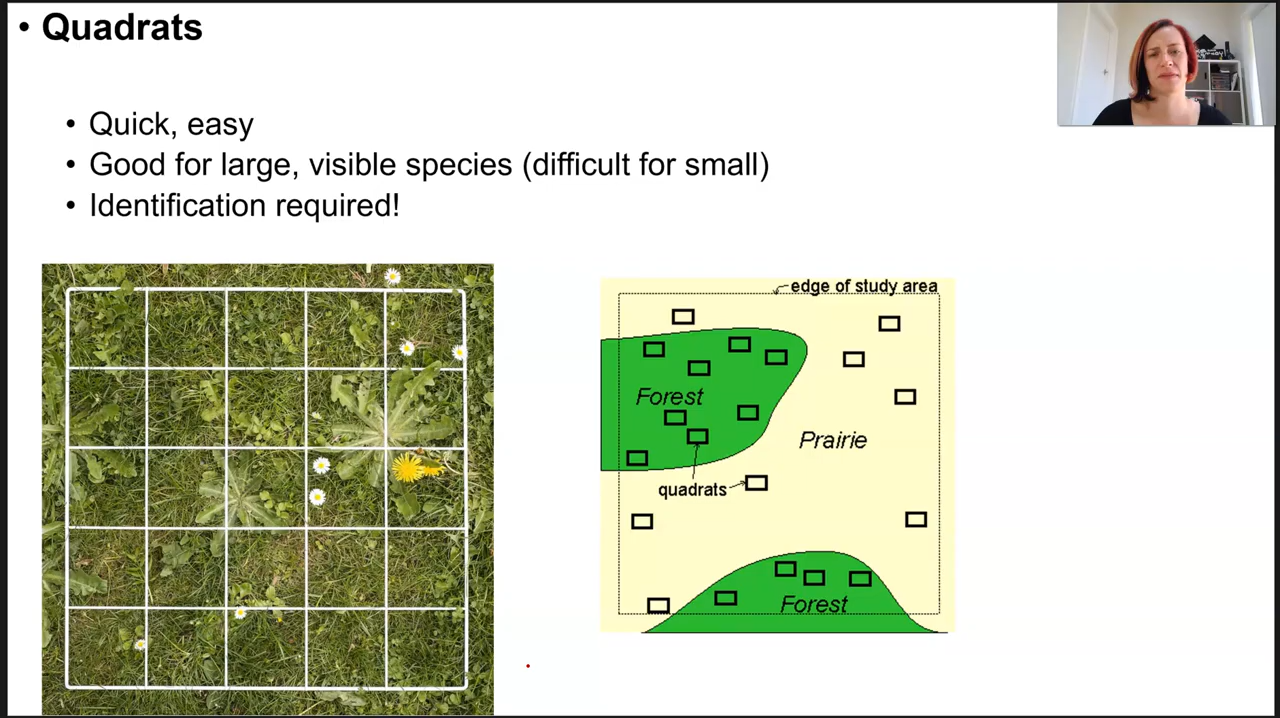 • Quadrats
• Quick, easy
• Good for large, visible species (difficult for small)
• Identification required!
edge of study area
Forest
Prairie
quadrats
Forest